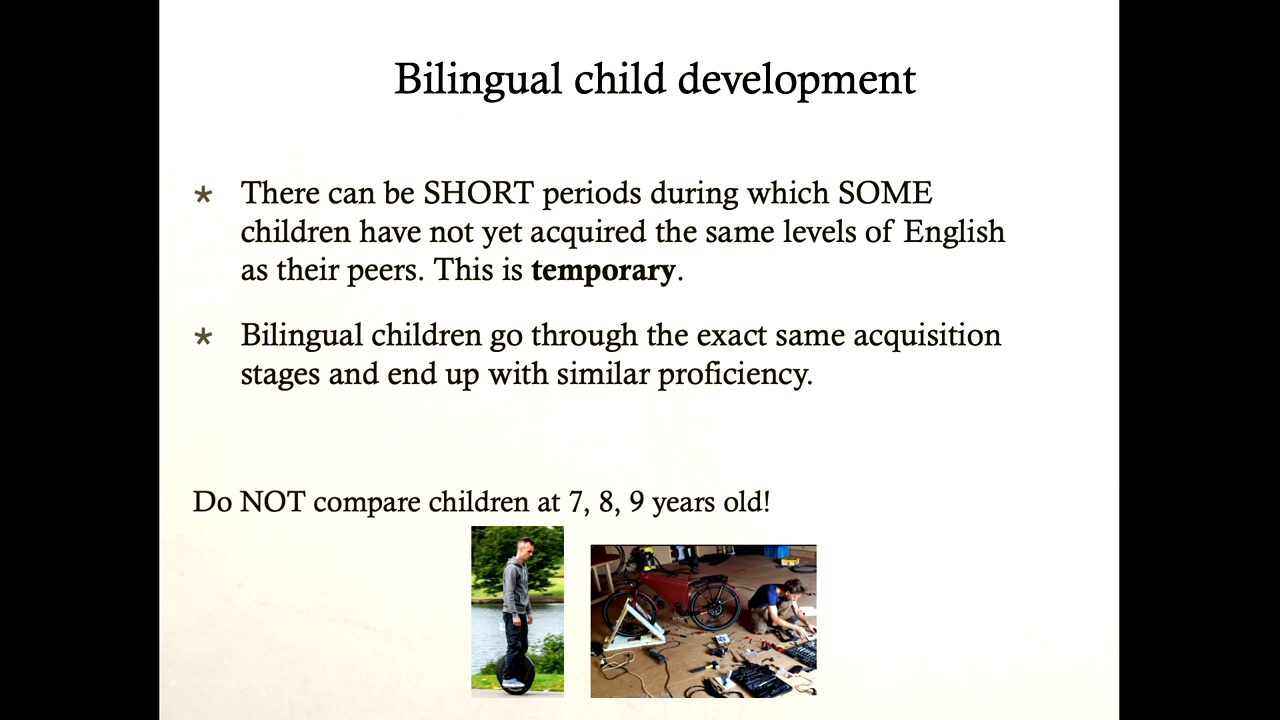 Bilingual child development
* There can be SHORT periods during which SOME
children have not yet acquired the same levels of English
as their peers. This is temporary.
* Bilingual children go through the exact same acquisition
stages and end up with similar proficiency.
Do NOT compare children at 7, 8, 9 years old!